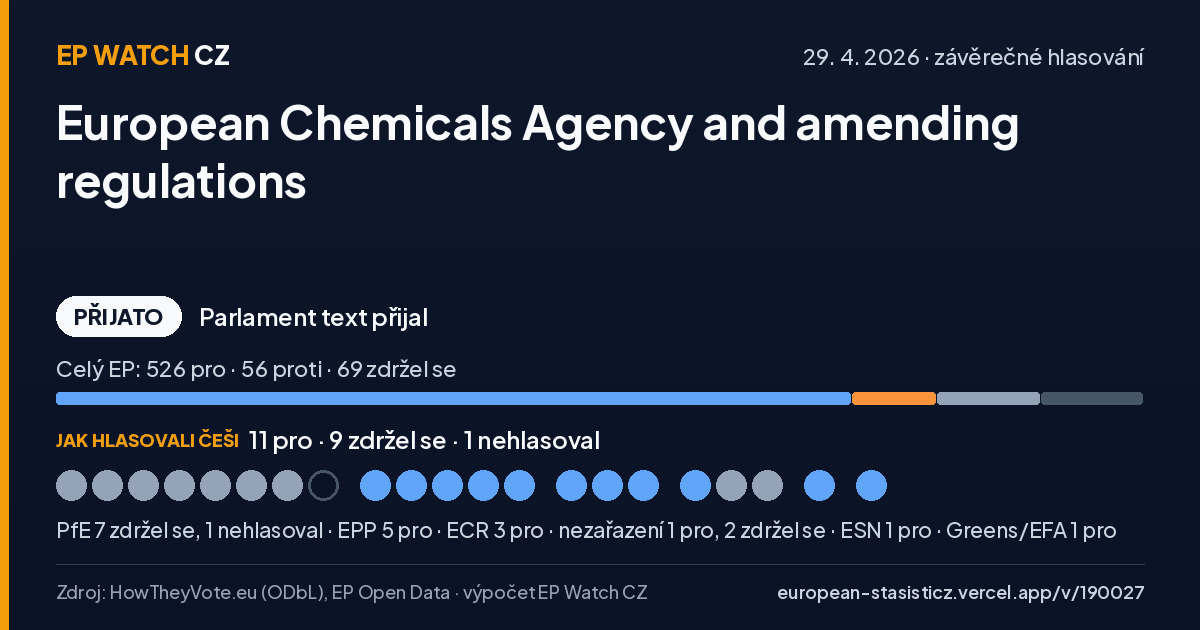 EP WATCH CZ
29. 4. 2026 · závěrečné hlasování
European Chemicals Agency and amending
regulations
PŘIJATO Parlament text přijal
Celý EP: 526 pro · 56 proti · 69 zdržel se
JAK HLASOVALI ČEŠI 11 pro · 9 zdržel se · 1 nehlasoval
PfE 7 zdržel se, 1 nehlasoval · EPP 5 pro · ECR 3 pro · nezařazení 1 pro, 2 zdržel se · ESN 1 pro · Greens/EFA 1 pro
Zdroj: HowTheyVote.eu (ODbL), EP Open Data · výpočet EP Watch CZ
european-stasisticz.vercel.app/v/190027